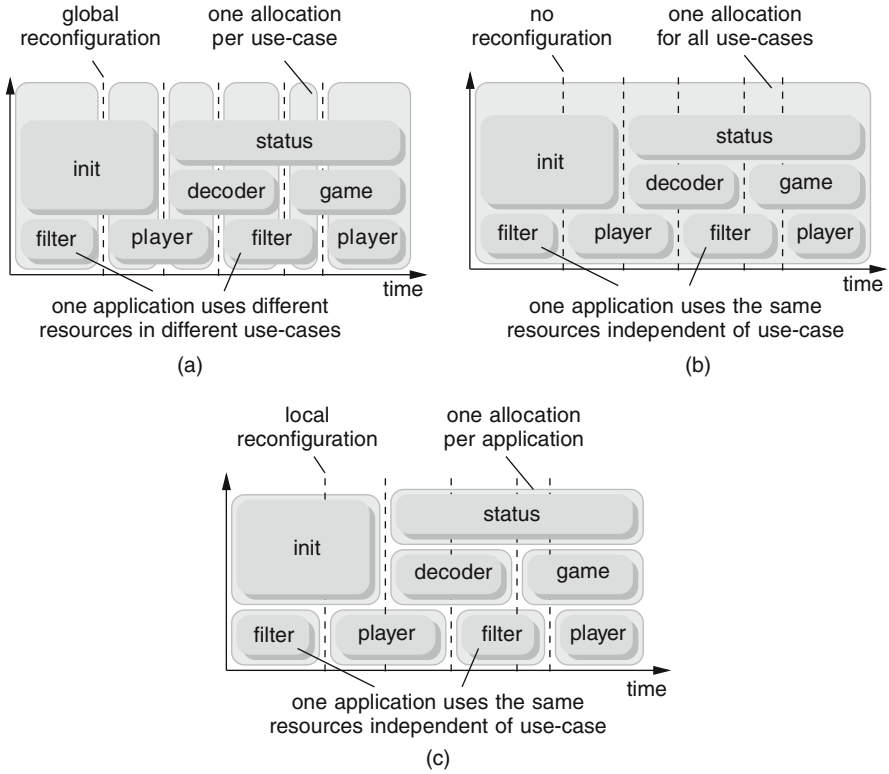 global
reconfiguration
one allocation
per use-case
status
init
decoder
game
filter
player
filter
player
time
one application uses different
resources in different use-cases
(a)
no
reconfiguration
one allocation
for all use-cases
status
init
decoder
game
filter
player
filter
player
time
one application uses the same
resources independent of use-case
(b)
local
reconfiguration
one allocation
per application
status
init
decoder
game
filter
player
filter
player
time
one application uses the same
resources independent of use-case
(c)